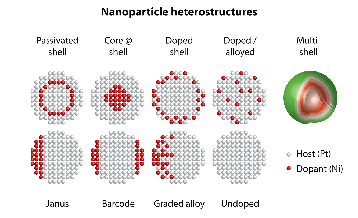 Nanoparticle heterostructures
Passivated shell
Core @ shell
Doped shell
Doped / alloyed
Multi shell
Host (Pt)
Dopant (Ni)
Janus
Barcode
Graded alloy
Undoped